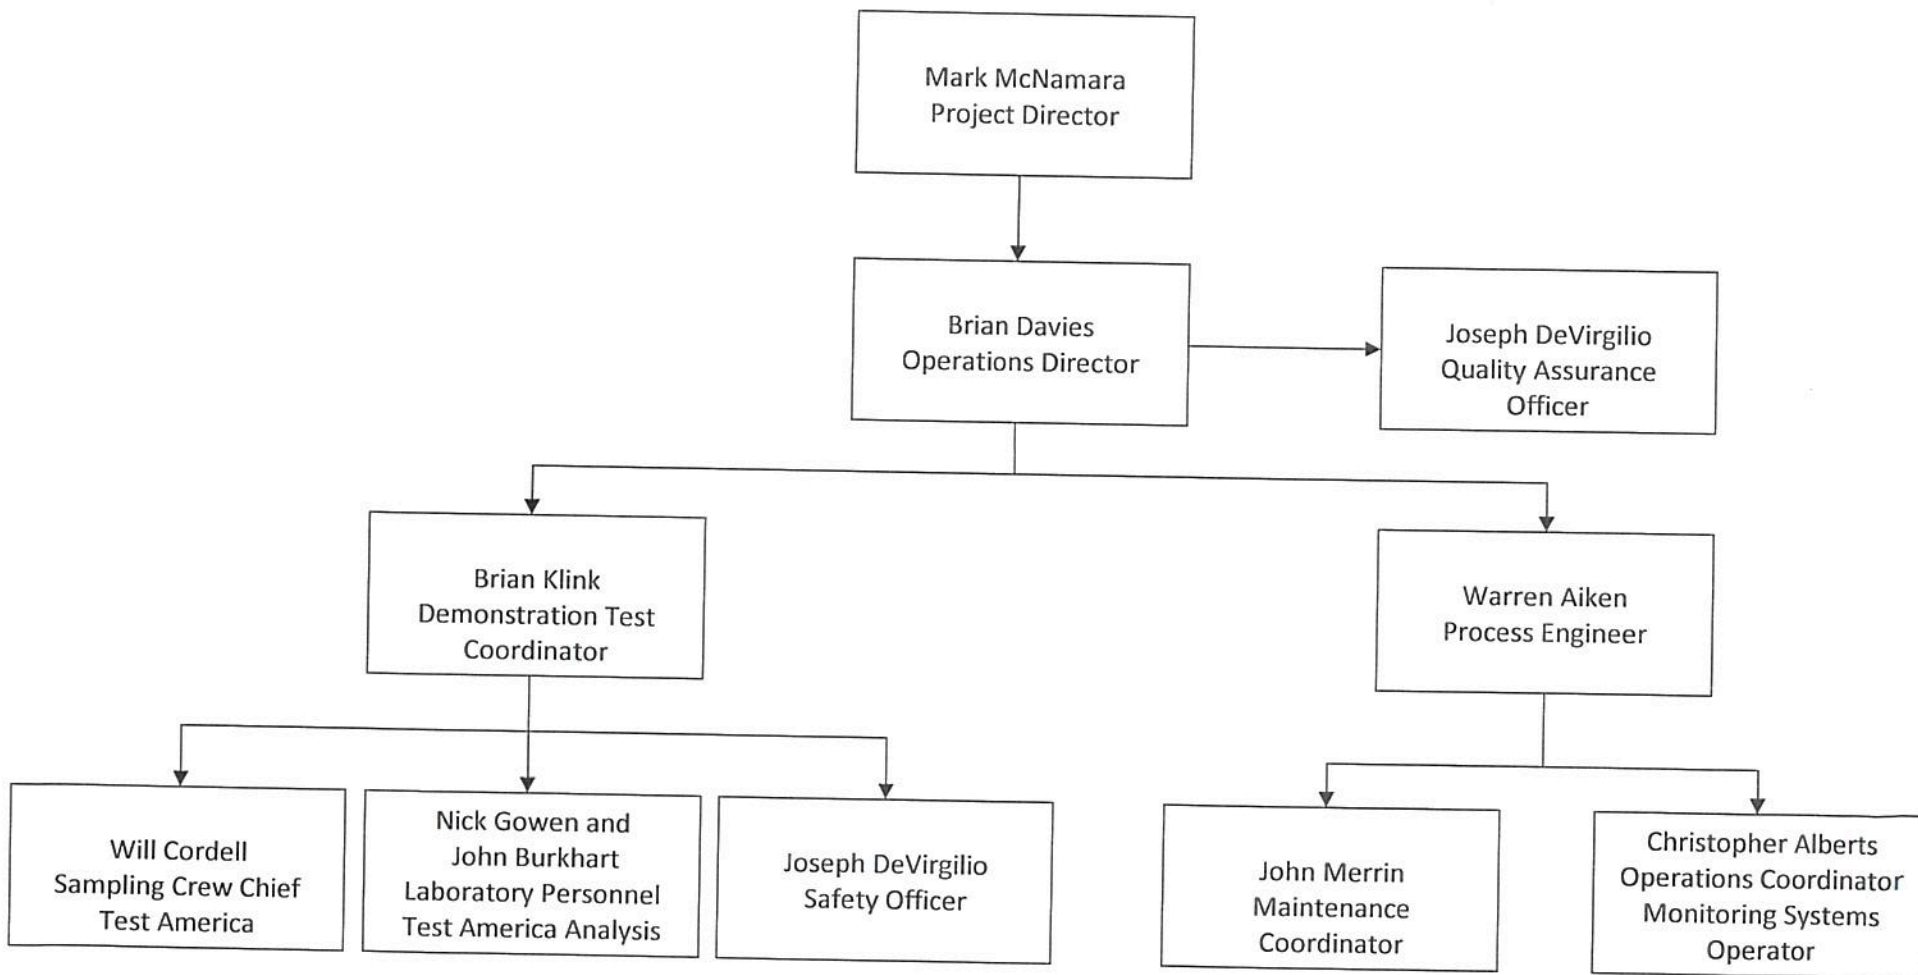 Mark McNamara
Project Director
Brian Davies
Operations Director
Joseph DeVirgilio
Quality Assurance
Officer
Brian Klink
Demonstration Test
Coordinator
Warren Aiken
Process Engineer
Will Cordell
Sampling Crew Chief
Test America
Nick Gowen and
John Burkhart
Laboratory Personnel
Test America Analysis
Joseph DeVirgilio
Safety Officer
John Merrin
Maintenance
Coordinator
Christopher Alberts
Operations Coordinator
Monitoring Systems
Operator